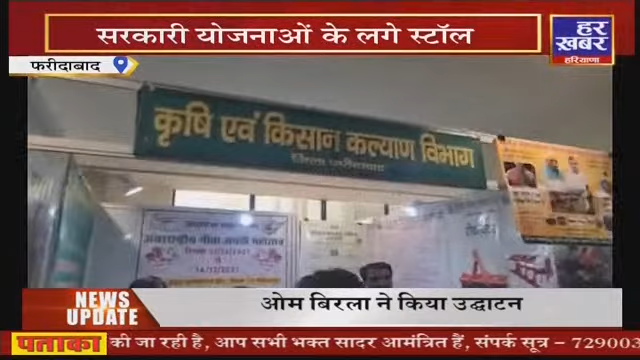 सरकारी योजनाओं के लगे स्टॉल
हर
ख़बर
हरियाणा
फरीदाबाद
कृषि एवं किसान कल्याण विभाग
NEWS
UPDATE
ओम बिरला ने किया उद्घाटन
पताका
की जा रही है, आप सभी भक्त सादर आमंत्रित हैं, संपर्क सूत्र – 729003